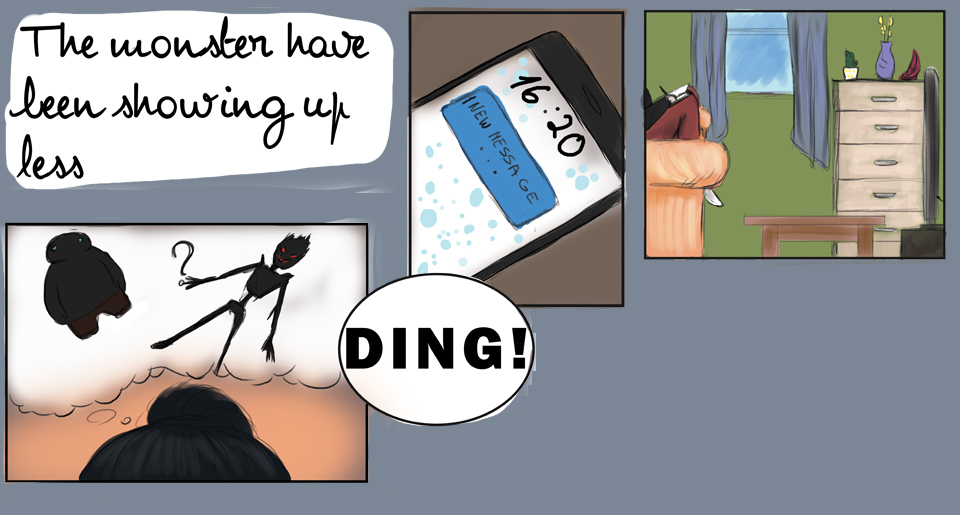 The monster have
been showing up
less
?
16:20
1 NEW MESSAGE
...
DING!